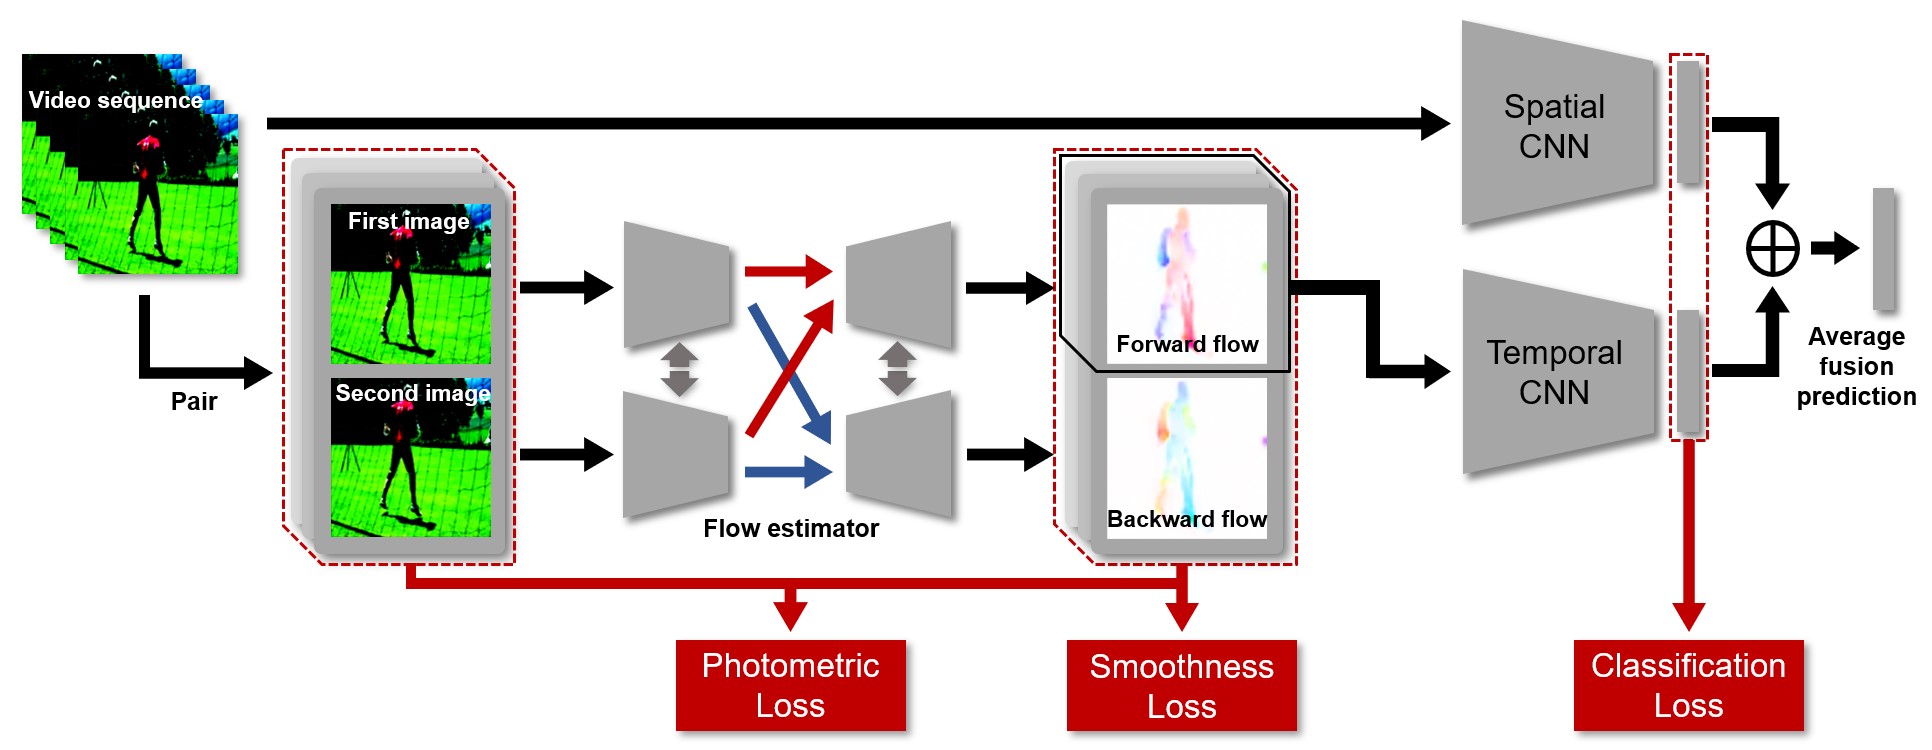 Video sequence
Pair
First image
Second image
Flow estimator
Forward flow
Backward flow
Spatial
CNN
Temporal
CNN
Average
fusion
prediction
Photometric
Loss
Smoothness
Loss
Classification
Loss